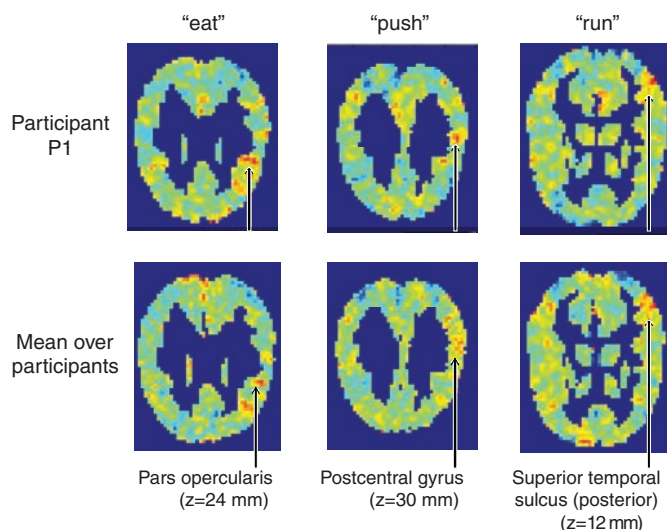 “eat” “push” “run”
Participant
P1
Mean over
participants
Pars opercularis
(z=24 mm)
Postcentral gyrus
(z=30 mm)
Superior temporal
sulcus (posterior)
(z=12 mm)